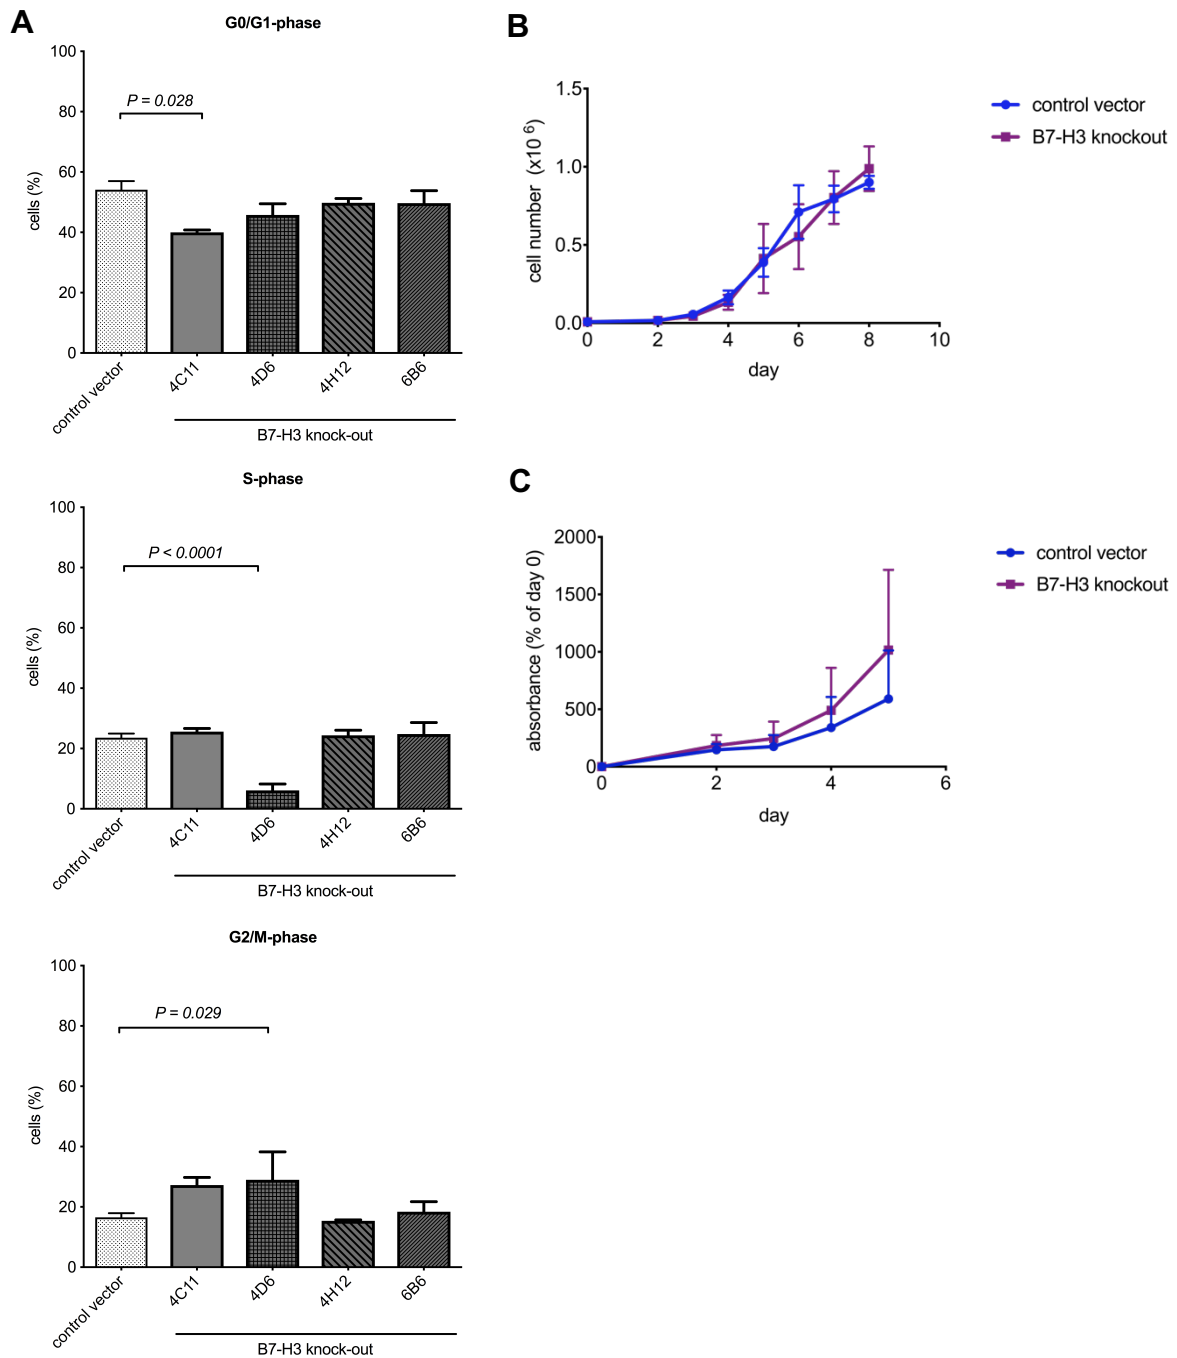 A
G0/G1-phase
100
80
60
40
20
0
cells (%)
P = 0.028
control vector
4C11
4D6
4H12
6B6
B7-H3 knock-out
S-phase
100
80
60
40
20
0
cells (%)
P < 0.0001
control vector
4C11
4D6
4H12
6B6
B7-H3 knock-out
G2/M-phase
100
80
60
40
20
0
cells (%)
P = 0.029
control vector
4C11
4D6
4H12
6B6
B7-H3 knock-out
B
1.5
1.0
0.5
0.0
cell number (x10 6)
0 2 4 6 8 10
day
control vector
B7-H3 knockout
C
2000
1500
1000
500
0
absorbance (% of day 0)
0 2 4 6
day
control vector
B7-H3 knockout